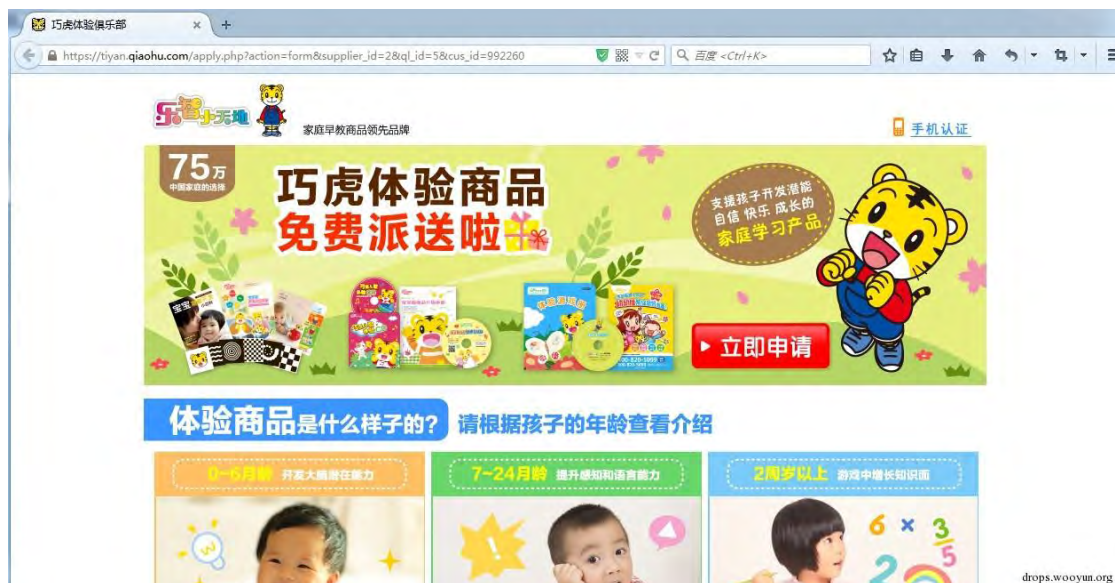 巧虎体验俱乐部
https://tiyan.qiaohu.com/apply.php?action=form&supplier_id=2&ql_id=5&cus_id=992260
百度 <Ctrl+K>
乐智小天地
家庭早教商品领先品牌
手机认证
75万
中国家庭的选择
巧虎体验商品
免费派送啦
支援孩子开发潜能
自信 快乐 成长的
家庭学习产品
宝宝
立即申请
体验商品是什么样子的?
请根据孩子的年龄查看介绍
0~6月龄 开发大脑潜在能力
7~24月龄 提升感知和语言能力
2周岁以上 游戏中增长知识面
6 × 3/5
2
drops.wooyun.org